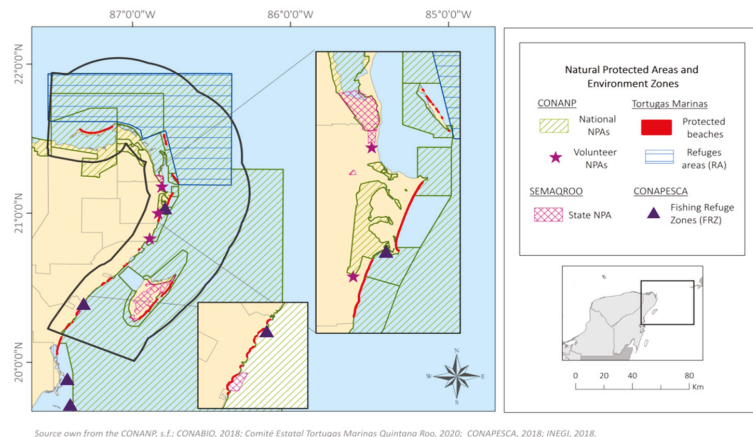 87°0'0"W
86°0'0"W
85°0'0"W
22°0'0"N
21°0'0"N
20°0'0"N
Natural Protected Areas and
Environment Zones
CONANP
National
NPAs
Volunteer
NPAs
SEMAQROO
State NPA
Tortugas Marinas
Protected
beaches
Refuges
areas (RA)
CONAPESCA
Fishing Refuge
Zones (FRZ)
N
W
E
S
0 20 40 80
Km
Source own from the CONANP, s.f.; CONABIO, 2018; Comité Estatal Tortugas Marinas Quintana Roo, 2020; CONAPESCA, 2018; INEGI, 2018.